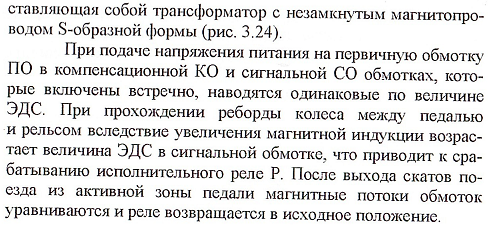 ставляющая собой трансформатор с незамкнутым магнитопро-
водом S-образной формы (рис. 3.24).
При подаче напряжения питания на первичную обмотку
ПО в компенсационной КО и сигнальной СО обмотках, кото-
рые включены встречно, наводятся одинаковые по величине
ЭДС. При прохождении реборды колеса между педалью
и рельсом вследствие увеличения магнитной индукции возрас-
тает величина ЭДС в сигнальной обмотке, что приводит к сра-
батыванию исполнительного реле Р. После выхода скатов по-
езда из активной зоны педали магнитные потоки обмоток
уравниваются и реле возвращается в исходное положение.